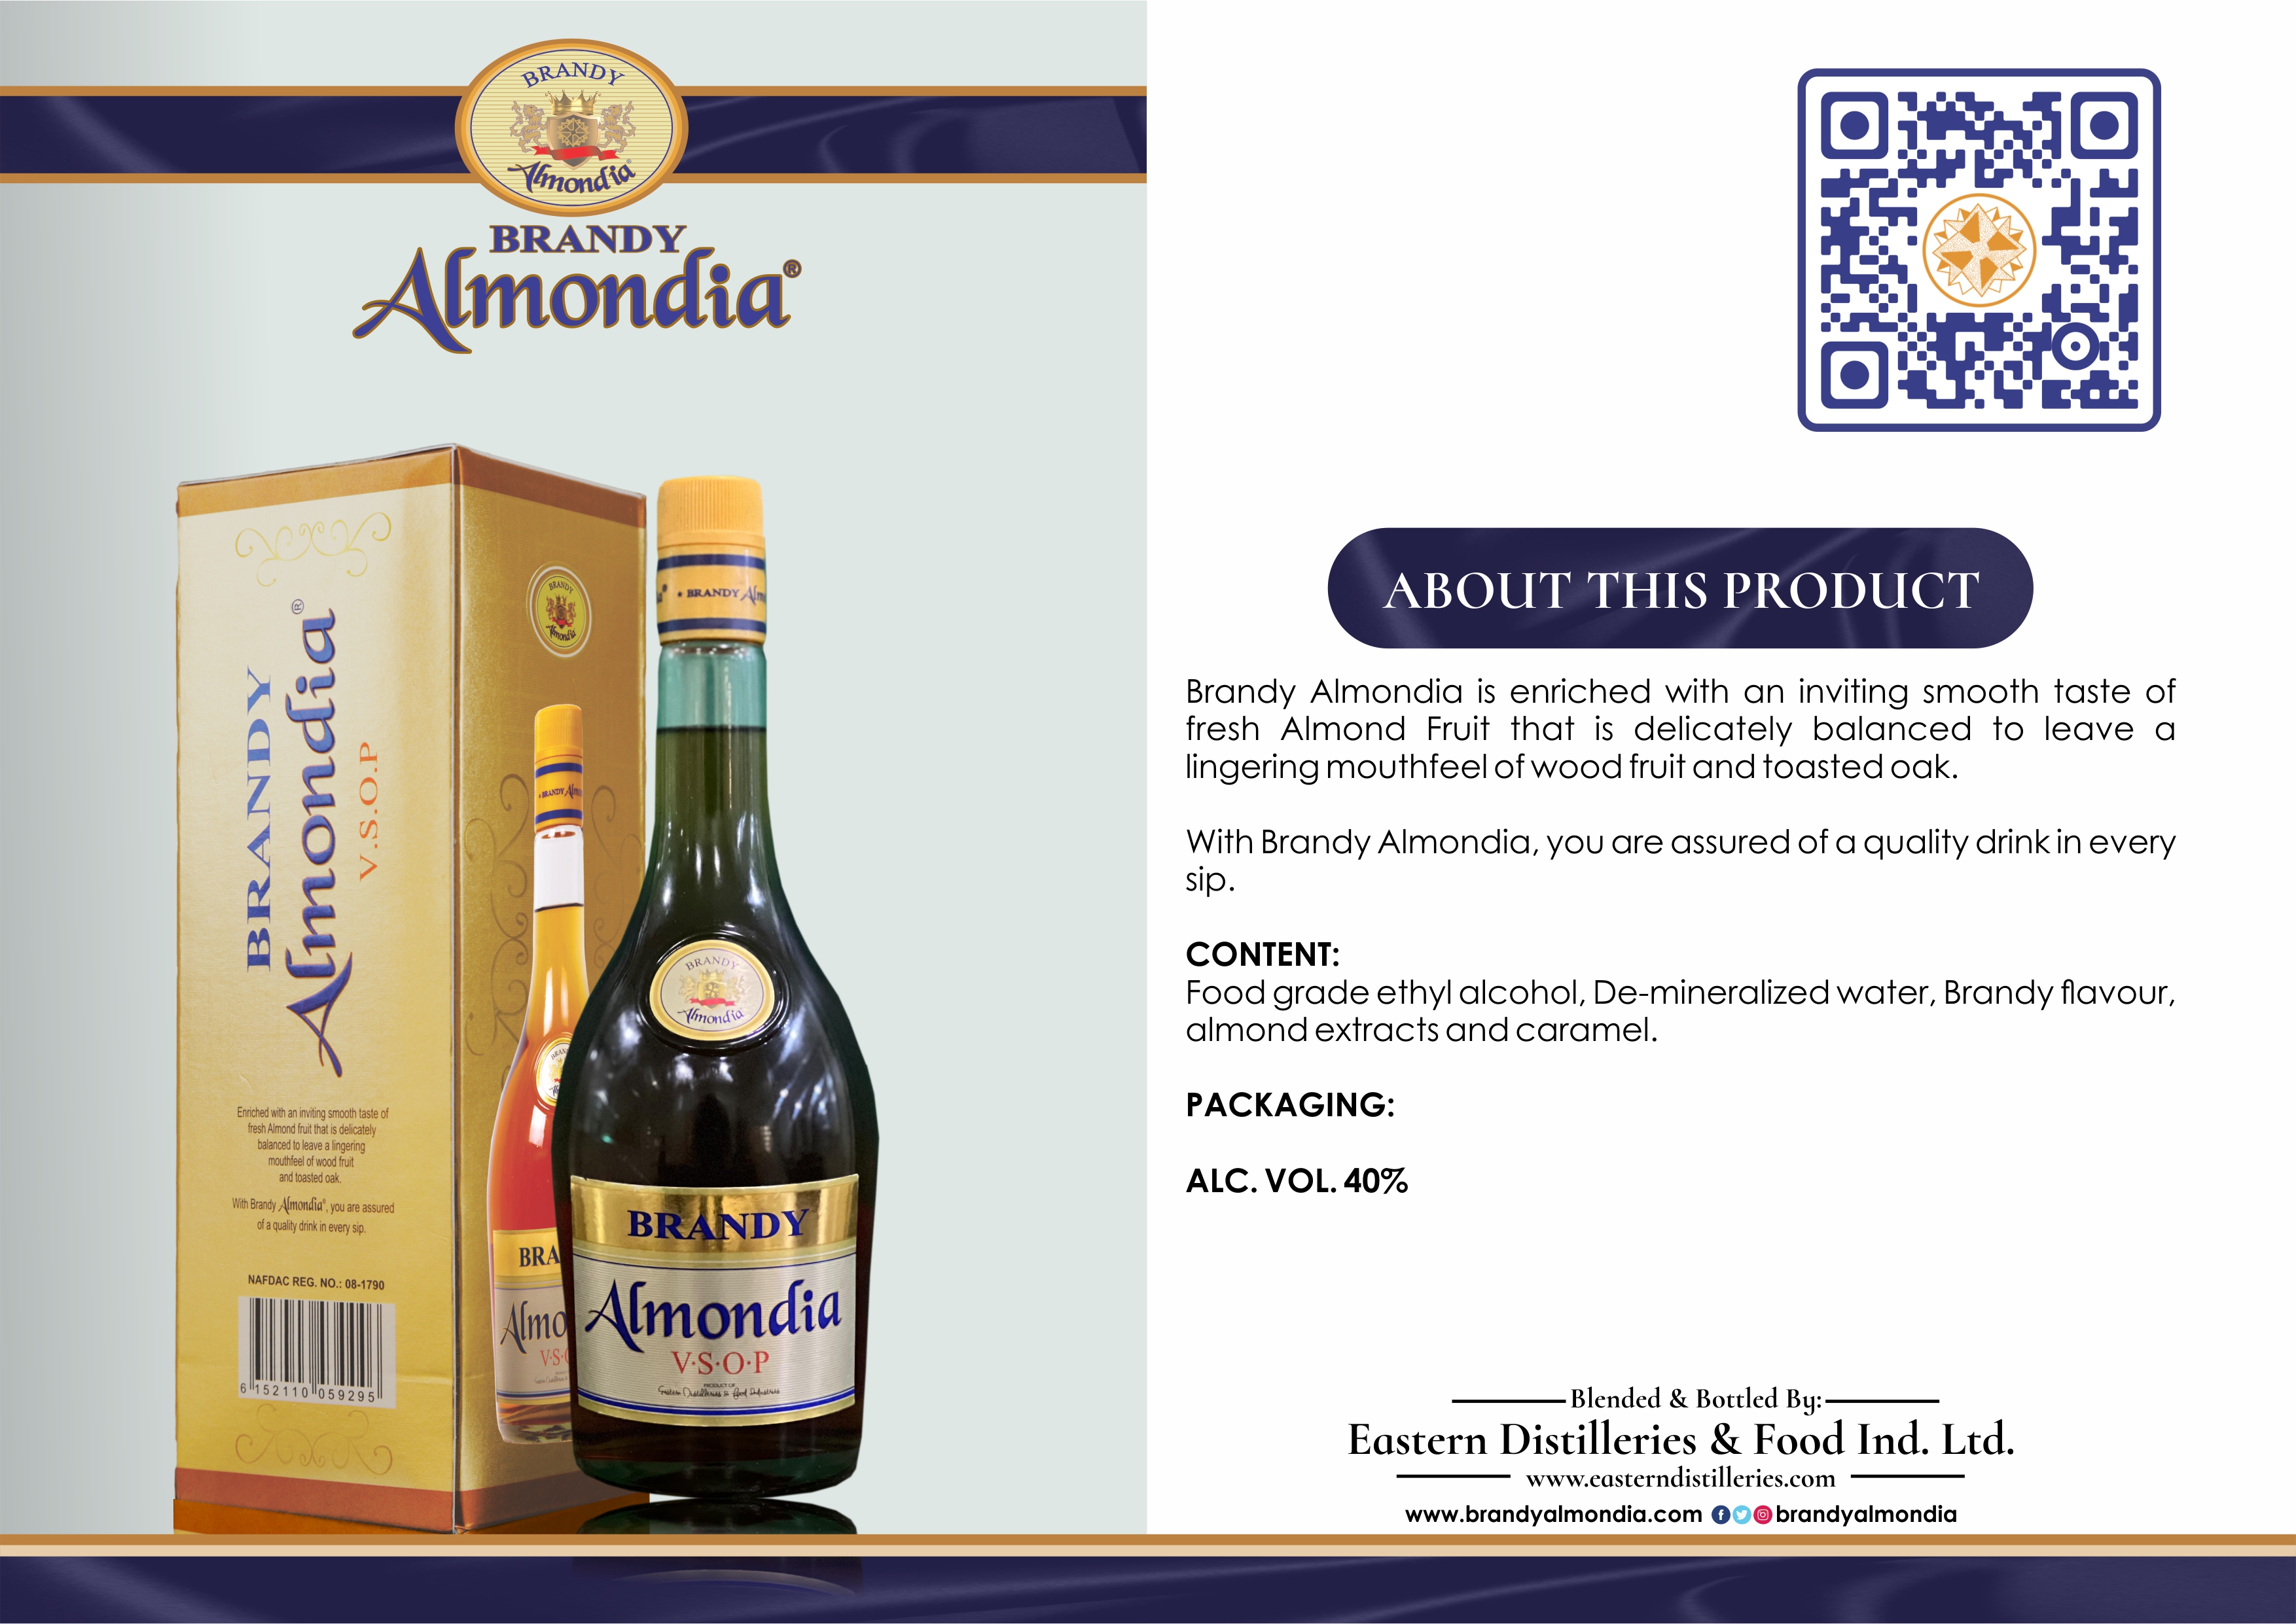 BRANDY
Almondia
BRANDY
Almondia®
BRANDY
Almondia®
V.S.O.P
Enriched with an inviting smooth taste of
fresh Almond fruit that is delicately
balanced to leave a lingering
mouthfeel of wood fruit
and toasted oak.
With Brandy Almondia®, you are assured
of a quality drink in every sip.
NAFDAC REG. NO.: 08-1790
6 152110 059295
BRANDY
Almondia
BRANDY Alm
BRA
Almo
V·S·
BRANDY Alm
BRANDY
Almondia
BRANDY
Almondia
V·S·O·P
PRODUCT OF
Eastern Distilleries & Food Industries
ABOUT THIS PRODUCT
Brandy Almondia is enriched with an inviting smooth taste of
fresh Almond Fruit that is delicately balanced to leave a
lingering mouthfeel of wood fruit and toasted oak.
With Brandy Almondia, you are assured of a quality drink in every
sip.
CONTENT:
Food grade ethyl alcohol, De-mineralized water, Brandy flavour,
almond extracts and caramel.
PACKAGING:
ALC. VOL. 40%
Blended & Bottled By:
Eastern Distilleries & Food Ind. Ltd.
www.easterndistilleries.com
www.brandyalmondia.com brandyalmondia